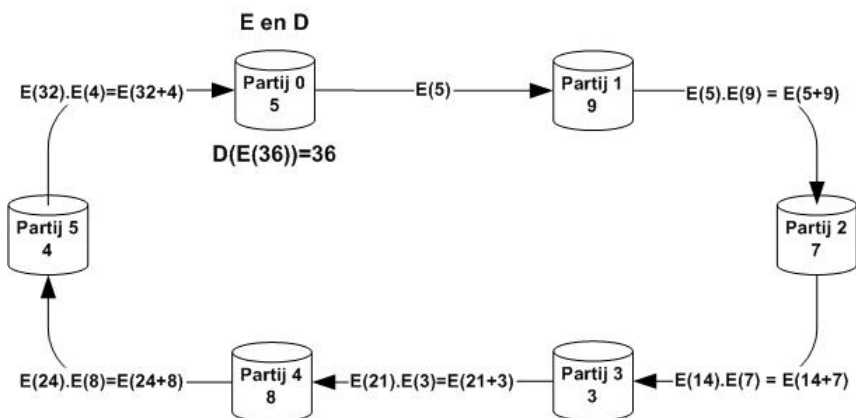 E en D
Partij 0
5
D(E(36))=36
E(5)
Partij 1
9
E(5).E(9) = E(5+9)
Partij 2
7
E(14).E(7) = E(14+7)
Partij 3
3
E(21).E(3)=E(21+3)
Partij 4
8
E(24).E(8)=E(24+8)
Partij 5
4
E(32).E(4)=E(32+4)